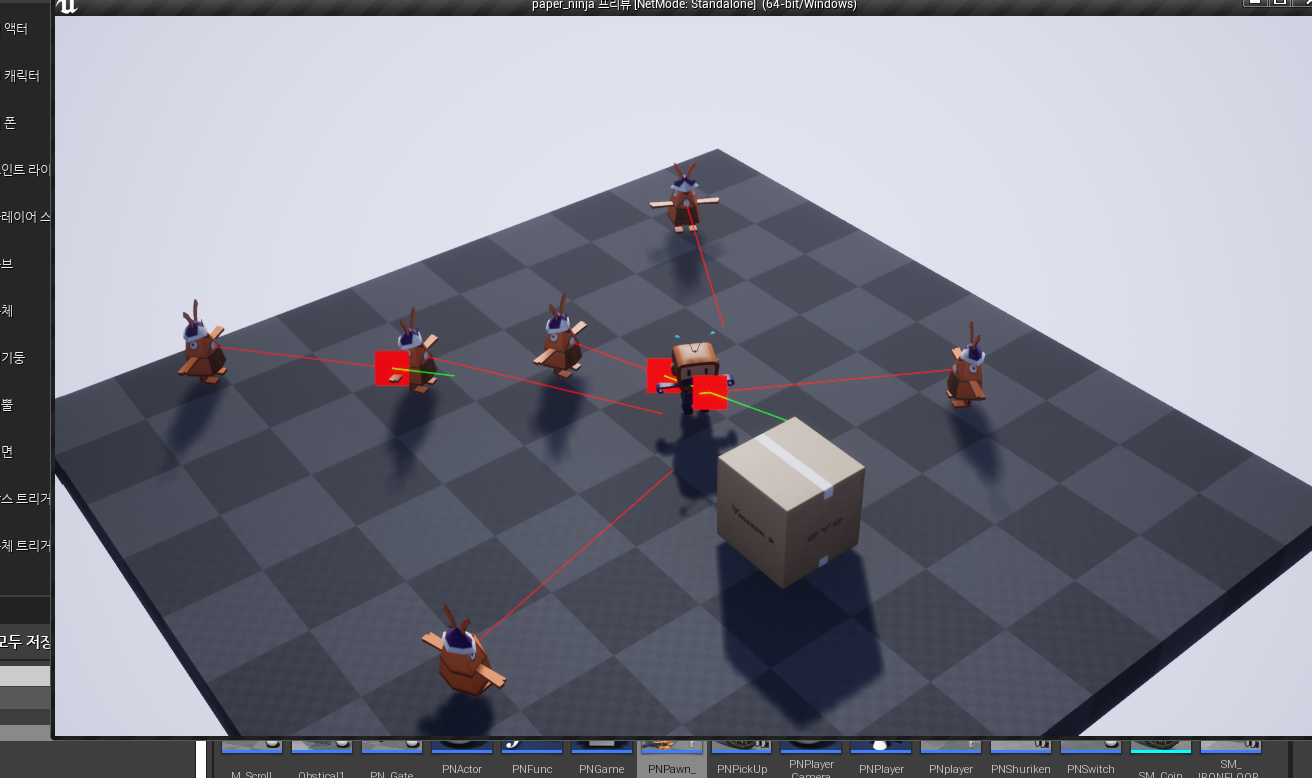 paper_ninja 프리뷰 [NetMode: Standalone] (64-bit/Windows)
액터
캐릭터
폰
인트 라이
레이어 스
브
체
기둥
뿔
면
스 트리거
체 트리거
모두 저장
M_Scroll
Obstical1
PN_Gate
PNActor
PNFunc
PNGame
PNPawn_
PNPickUp
PNPlayer
Camera
PNPlayer
PNplayer
PNShuriken
PNSwitch
SM_Coin
SM_
IRONFLOOR